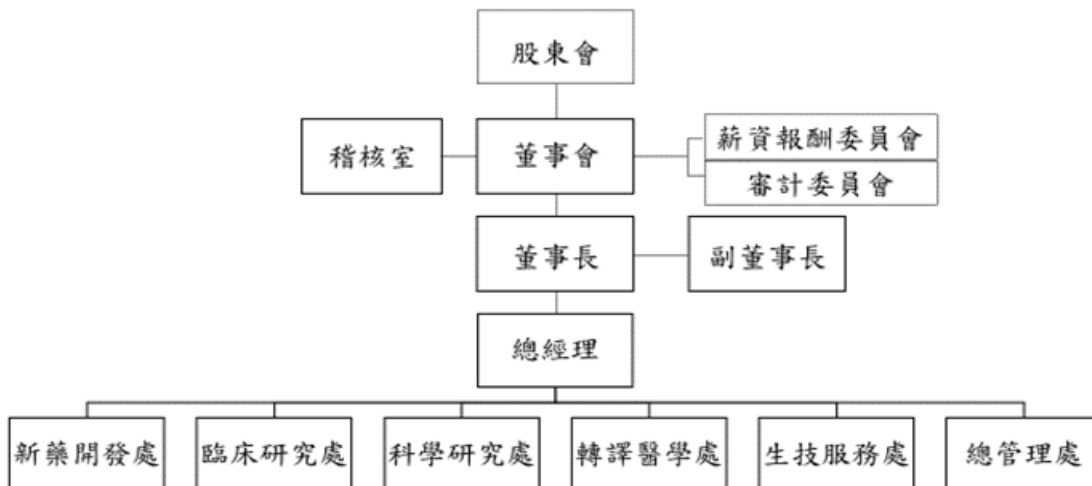 股東會
稽核室
董事會
薪資報酬委員會
審計委員會
董事長
副董事長
總經理
新藥開發處
臨床研究處
科學研究處
轉譯醫學處
生技服務處
總管理處